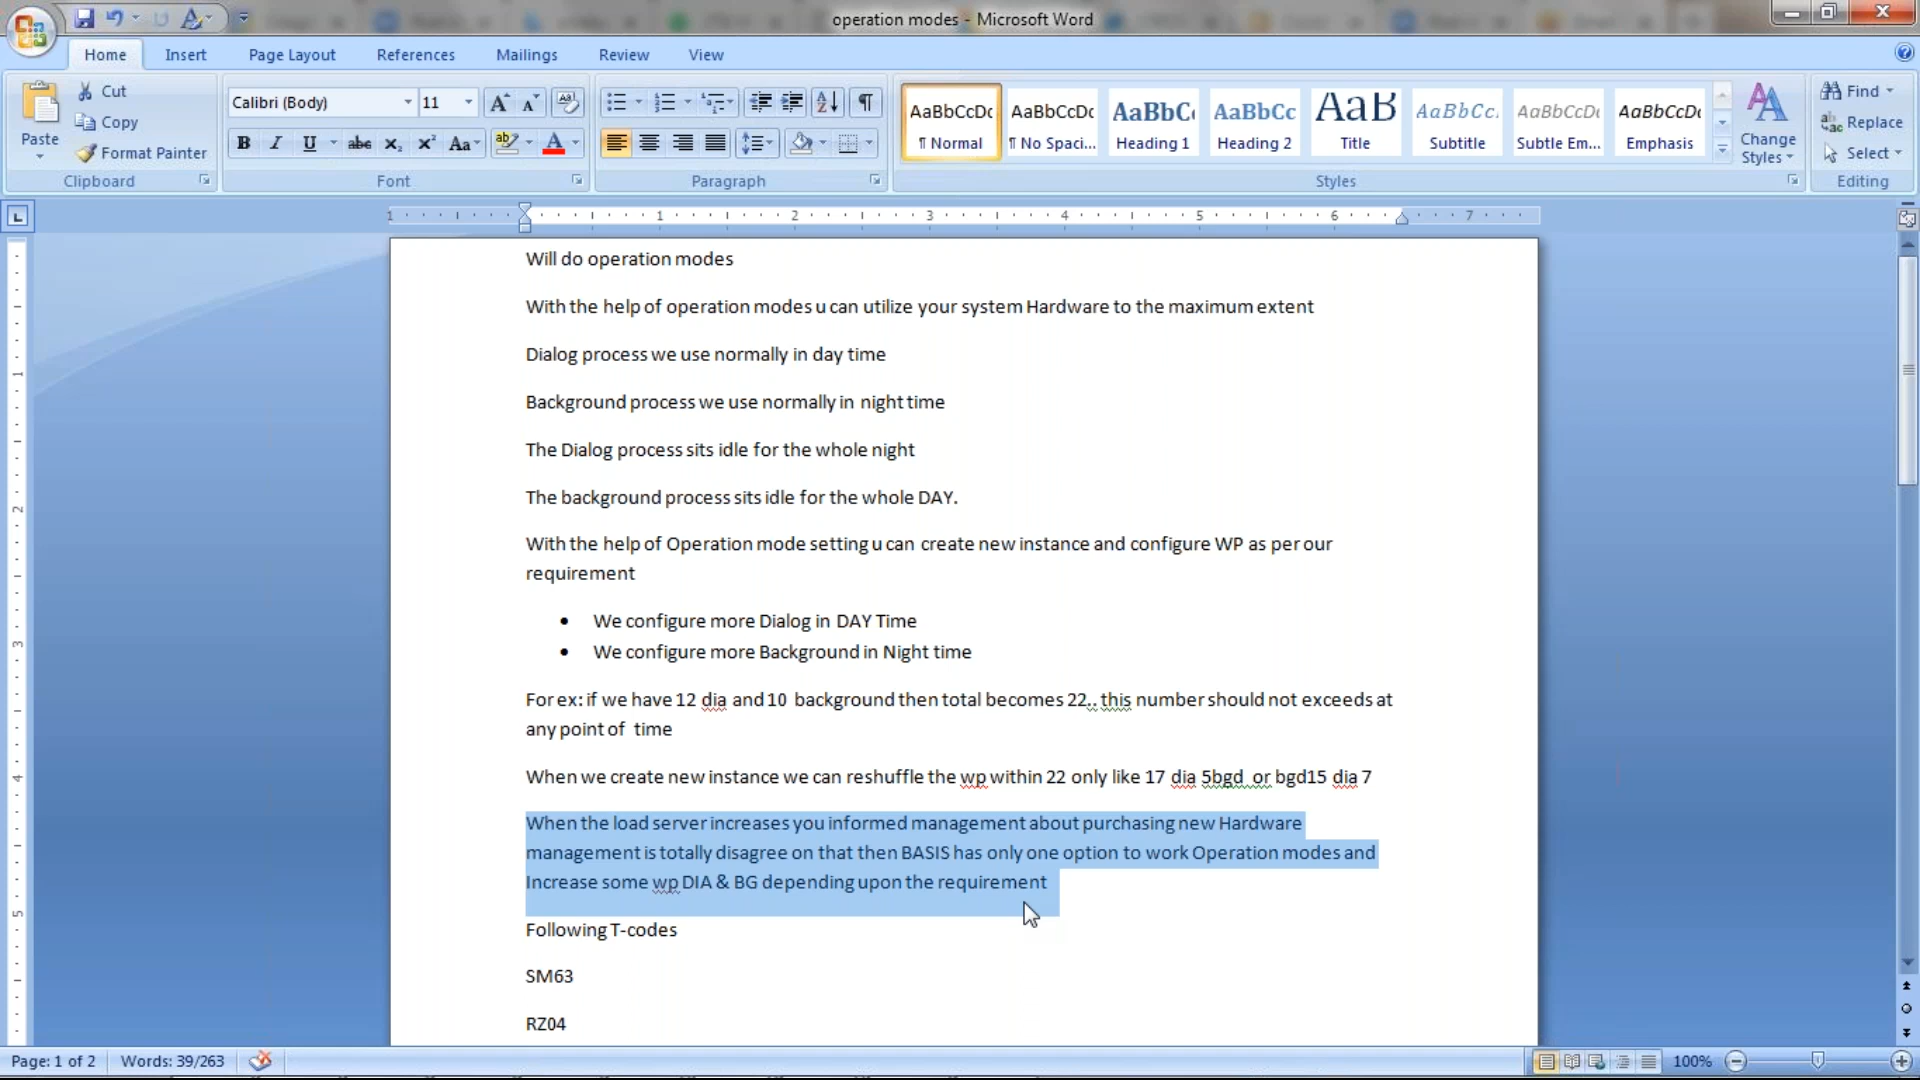 operation modes - Microsoft Word
Home Insert Page Layout References Mailings Review View
Paste
Cut
Copy
Format Painter
Clipboard
Calibri (Body) 11
Font
Paragraph
AaBbCcDc AaBbCcDc AaBbC AaBbCc AaB AaBbCc. AaBbCcDc AaBbCcDc
¶ Normal ¶ No Spaci... Heading 1 Heading 2 Title Subtitle Subtle Em... Emphasis
Change Styles
Styles
Find
Replace
Select
Editing
1 1 2 3 4 5 6 7
Will do operation modes
With the help of operation modes u can utilize your system Hardware to the maximum extent
Dialog process we use normally in day time
Background process we use normally in night time
The Dialog process sits idle for the whole night
The background process sits idle for the whole DAY.
With the help of Operation mode setting u can create new instance and configure WP as per our
requirement
• We configure more Dialog in DAY Time
• We configure more Background in Night time
For ex: if we have 12 dia and 10 background then total becomes 22.. this number should not exceeds at
any point of time
When we create new instance we can reshuffle the wp within 22 only like 17 dia 5bgd or bgd15 dia 7
When the load server increases you informed management about purchasing new Hardware
management is totally disagree on that then BASIS has only one option to work Operation modes and
Increase some wp DIA & BG depending upon the requirement
Following T-codes
SM63
RZ04
Page: 1 of 2 Words: 39/263 100%